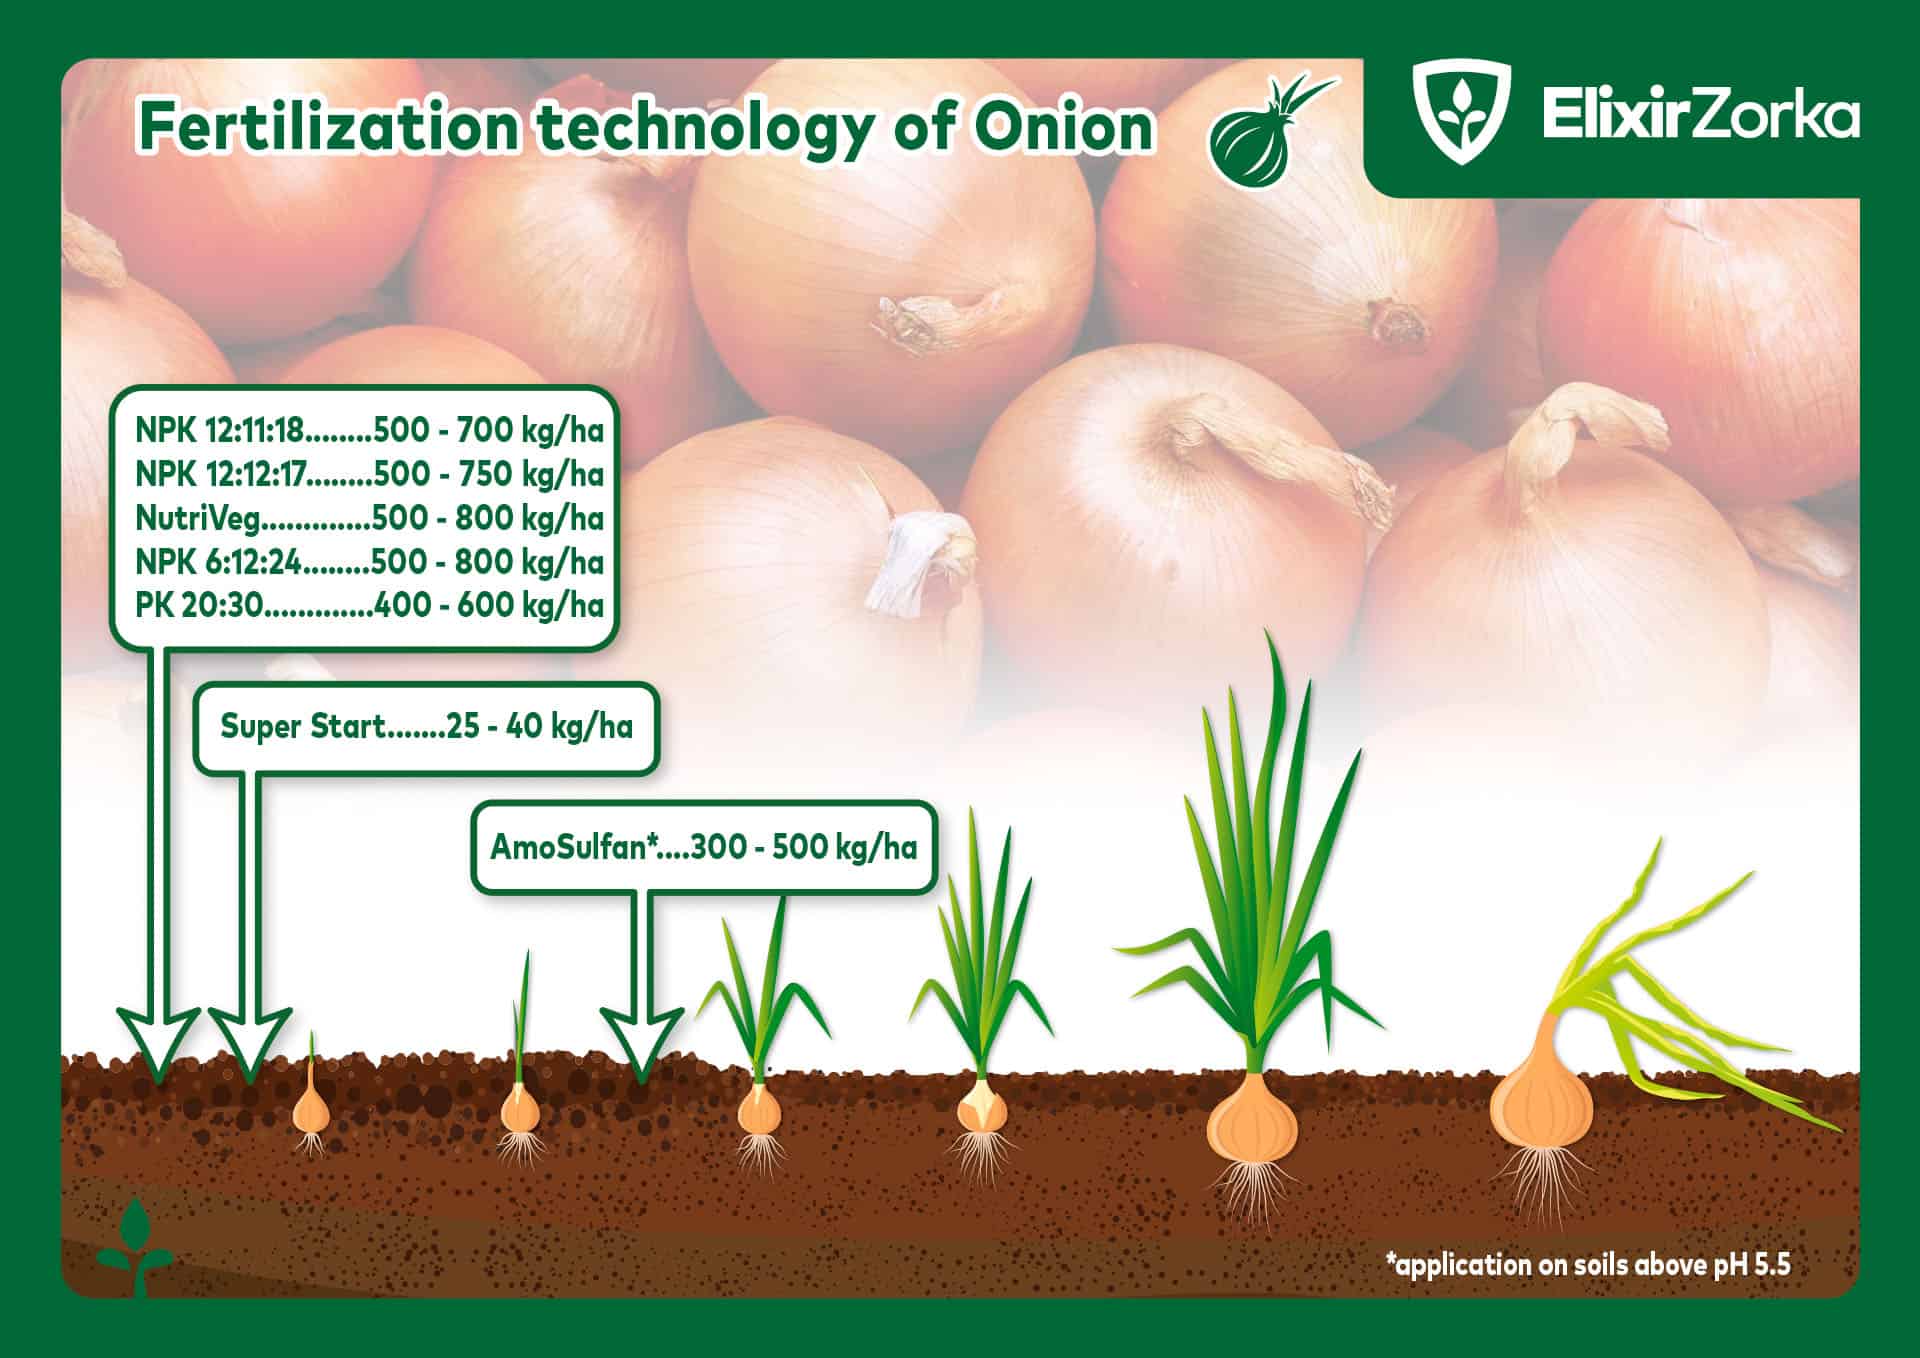 Fertilization technology of Onion
ElixirZorka
NPK 12:11:18........500 - 700 kg/ha
NPK 12:12:17........500 - 750 kg/ha
NutriVeg.............500 - 800 kg/ha
NPK 6:12:24........500 - 800 kg/ha
PK 20:30.............400 - 600 kg/ha
Super Start.......25 - 40 kg/ha
AmoSulfan*....300 - 500 kg/ha
*application on soils above pH 5.5